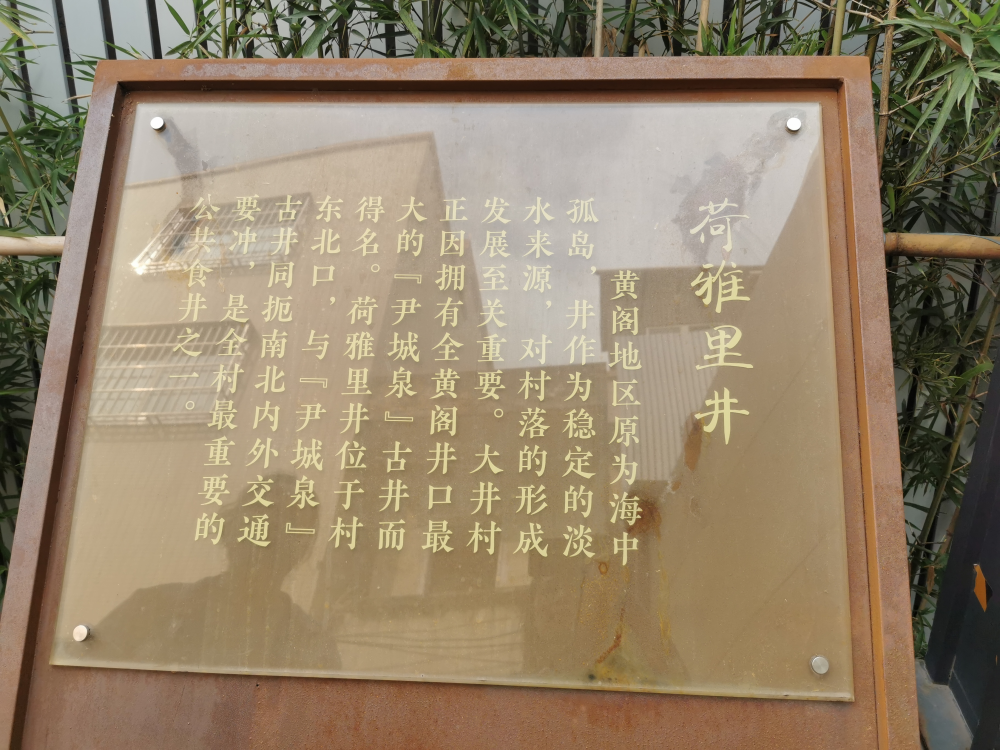 荷雅里井
黄阁地区原为海中
孤岛，井作为稳定的淡
水来源，对村落的形成
发展至关重要。大井村
正因拥有全黄阁井口最
大的『尹城泉』古井而
得名。荷雅里井位于村
东北口，与『尹城泉』
古井同扼南北内外交通
要冲，是全村最重要的
公共食井之一。